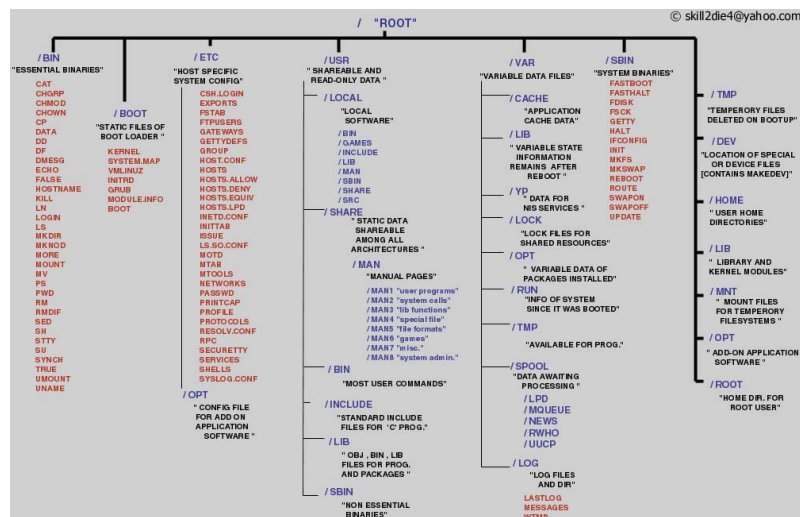 © skill2die4@yahoo.com
/ "ROOT"
/ BIN
"ESSENTIAL BINARIES"
CAT
CHGRP
CHMOD
CHOWN
CP
DATA
DD
DF
DMESG
ECHO
FALSE
HOSTNAME
KILL
LN
LOGIN
LS
MKDIR
MKNOD
MORE
MOUNT
MV
PS
PWD
RM
RMDIF
SED
SH
STTY
SU
SYNCH
TRUE
UMOUNT
UNAME
/ BOOT
"STATIC FILES OF
BOOT LOADER "
KERNEL
SYSTEM.MAP
VMLINUZ
INITRD
GRUB
MODULE.INFO
BOOT
/ ETC
"HOST SPECIFIC
SYSTEM CONFIG"
CSH.LOGIN
EXPORTS
FSTAB
FTPUSERS
GATEWAYS
GETTYDEFS
GROUP
HOST.CONF
HOSTS
HOSTS.ALLOW
HOSTS.DENY
HOSTS.EQUIV
HOSTS.LPD
INETD.CONF
INITTAB
ISSUE
LS.SO.CONF
MOTD
MTAB
MTOOLS
NETWORKS
PASSWD
PRINTCAP
PROFILE
PROTOCOLS
RESOLV.CONF
RPC
SECURETTY
SERVICES
SHELLS
SYSLOG.CONF
/ OPT
" CONFIG FILE
FOR ADD ON
APPLICATION
SOFTWARE "
/ USR
" SHAREABLE AND
READ-ONLY DATA "
/ LOCAL
"LOCAL
SOFTWARE"
/ BIN
/ GAMES
/ INCLUDE
/ LIB
/ MAN
/ SBIN
/ SHARE
/ SRC
/ SHARE
" STATIC DATA
SHAREABLE
AMONG ALL
ARCHITECTURES "
/ MAN
"MANUAL PAGES"
/ MAN1 "user programs"
/ MAN2 "system calls"
/ MAN3 "lib functions"
/ MAN4 "special file"
/ MAN5 "file formats"
/ MAN6 "games"
/ MAN7 "misc."
/ MAN8 "system admin."
/ BIN
"MOST USER COMMANDS"
/ INCLUDE
"STANDARD INCLUDE
FILES FOR 'C' PROG."
/ LIB
" OBJ , BIN , LIB
FILES FOR PROG.
AND PACKAGES "
/ SBIN
"NON ESSENTIAL
BINARIES"
/ VAR
"VARIABLE DATA FILES"
/ CACHE
"APPLICATION
CACHE DATA"
/ LIB
" VARIABLE STATE
INFORMATION
REMAINS AFTER
REBOOT "
/ YP
" DATA FOR
NIS SERVICES "
/ LOCK
"LOCK FILES FOR
SHARED RESOURCES"
/ OPT
" VARIABLE DATA OF
PACKAGES INSTALLED"
/ RUN
"INFO OF SYSTEM
SINCE IT WAS BOOTED"
/ TMP
"AVAILABLE FOR PROG."
/ SPOOL
"DATA AWAITING
PROCESSING "
/ LPD
/ MQUEUE
/ NEWS
/ RWHO
/ UUCP
/ LOG
"LOG FILES
AND DIR"
LASTLOG
MESSAGES
WTMP
/ SBIN
"SYSTEM BINARIES"
FASTBOOT
FASTHALT
FDISK
FSCK
GETTY
HALT
IFCONFIG
INIT
MKFS
MKSWAP
REBOOT
ROUTE
SWAPON
SWAPOFF
UPDATE
/ TMP
"TEMPERORY FILES
DELETED ON BOOTUP"
/ DEV
"LOCATION OF SPECIAL
OR DEVICE FILES
[CONTAINS MAKEDEV]"
/ HOME
" USER HOME
DIRECTORIES"
/ LIB
" LIBRARY AND
KERNEL MODULES"
/ MNT
" MOUNT FILES
FOR TEMPERORY
FILESYSTEMS "
/ OPT
" ADD-ON APPLICATION
SOFTWARE "
/ ROOT
"HOME DIR. FOR
ROOT USER"